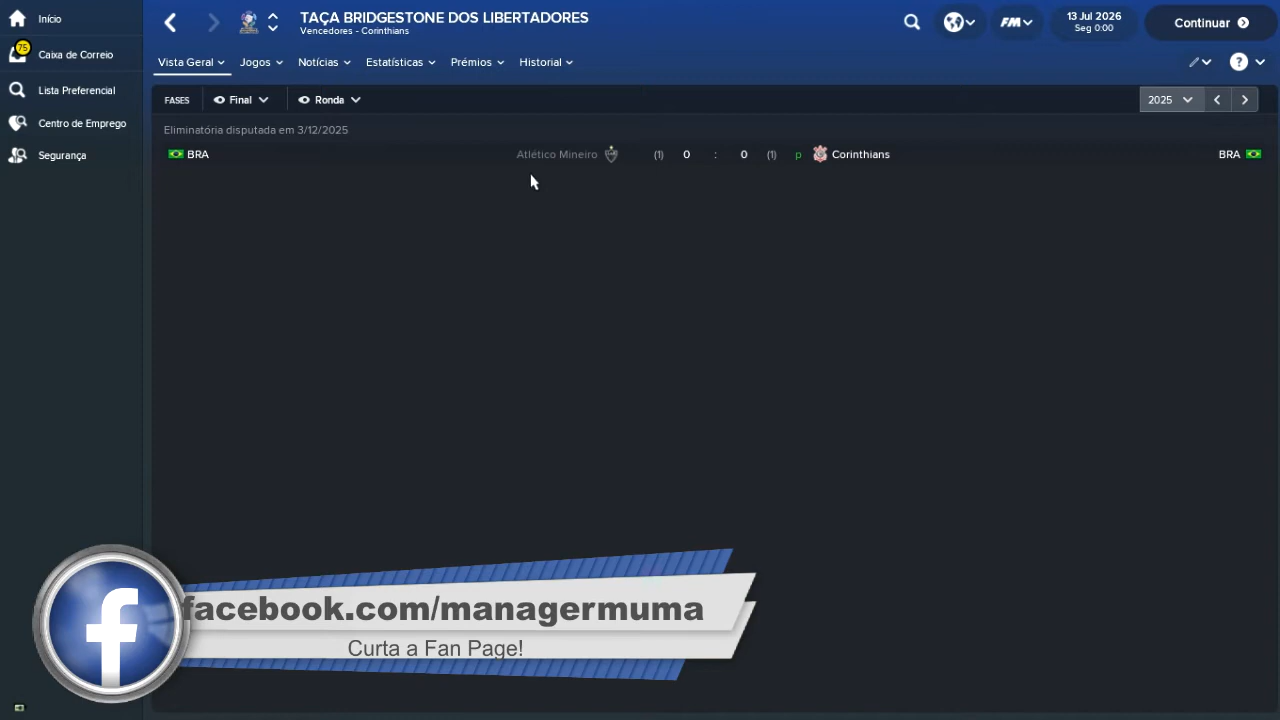 Início
75
Caixa de Correio
Lista Preferencial
Centro de Emprego
Segurança
TAÇA BRIDGESTONE DOS LIBERTADORES
Vencedores - Corinthians
FM
13 Jul 2026
Seg 0:00
Continuar
Vista Geral
Jogos
Notícias
Estatísticas
Prémios
Historial
?
FASES
Final
Ronda
2025
Eliminatória disputada em 3/12/2025
BRA Atlético Mineiro (1) 0 : 0 (1) p Corinthians BRA
f
facebook.com/managermuma
Curta a Fan Page!